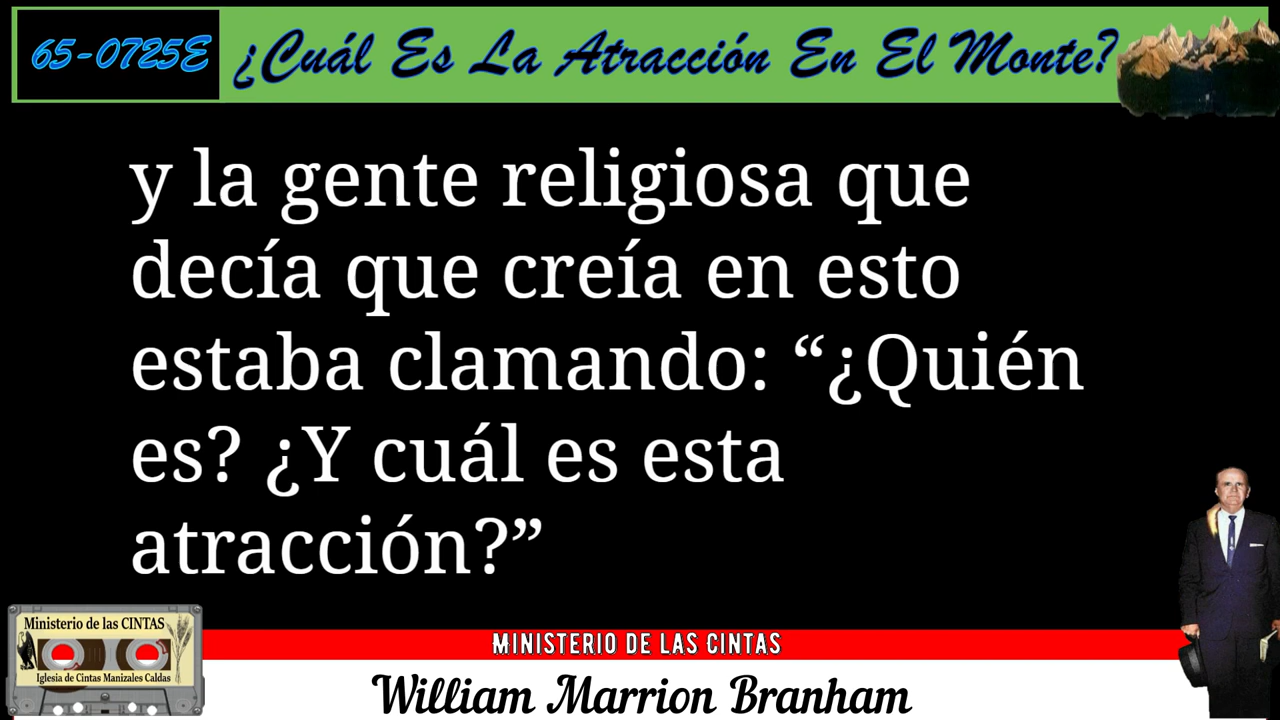 65-0725E ¿Cuál Es La Atracción En El Monte?
y la gente religiosa que
decía que creía en esto
estaba clamando: “¿Quién
es? ¿Y cuál es esta
atracción?”
Ministerio de las CINTAS
Iglesia de Cintas Manizales Caldas
MINISTERIO DE LAS CINTAS
William Marrion Branham